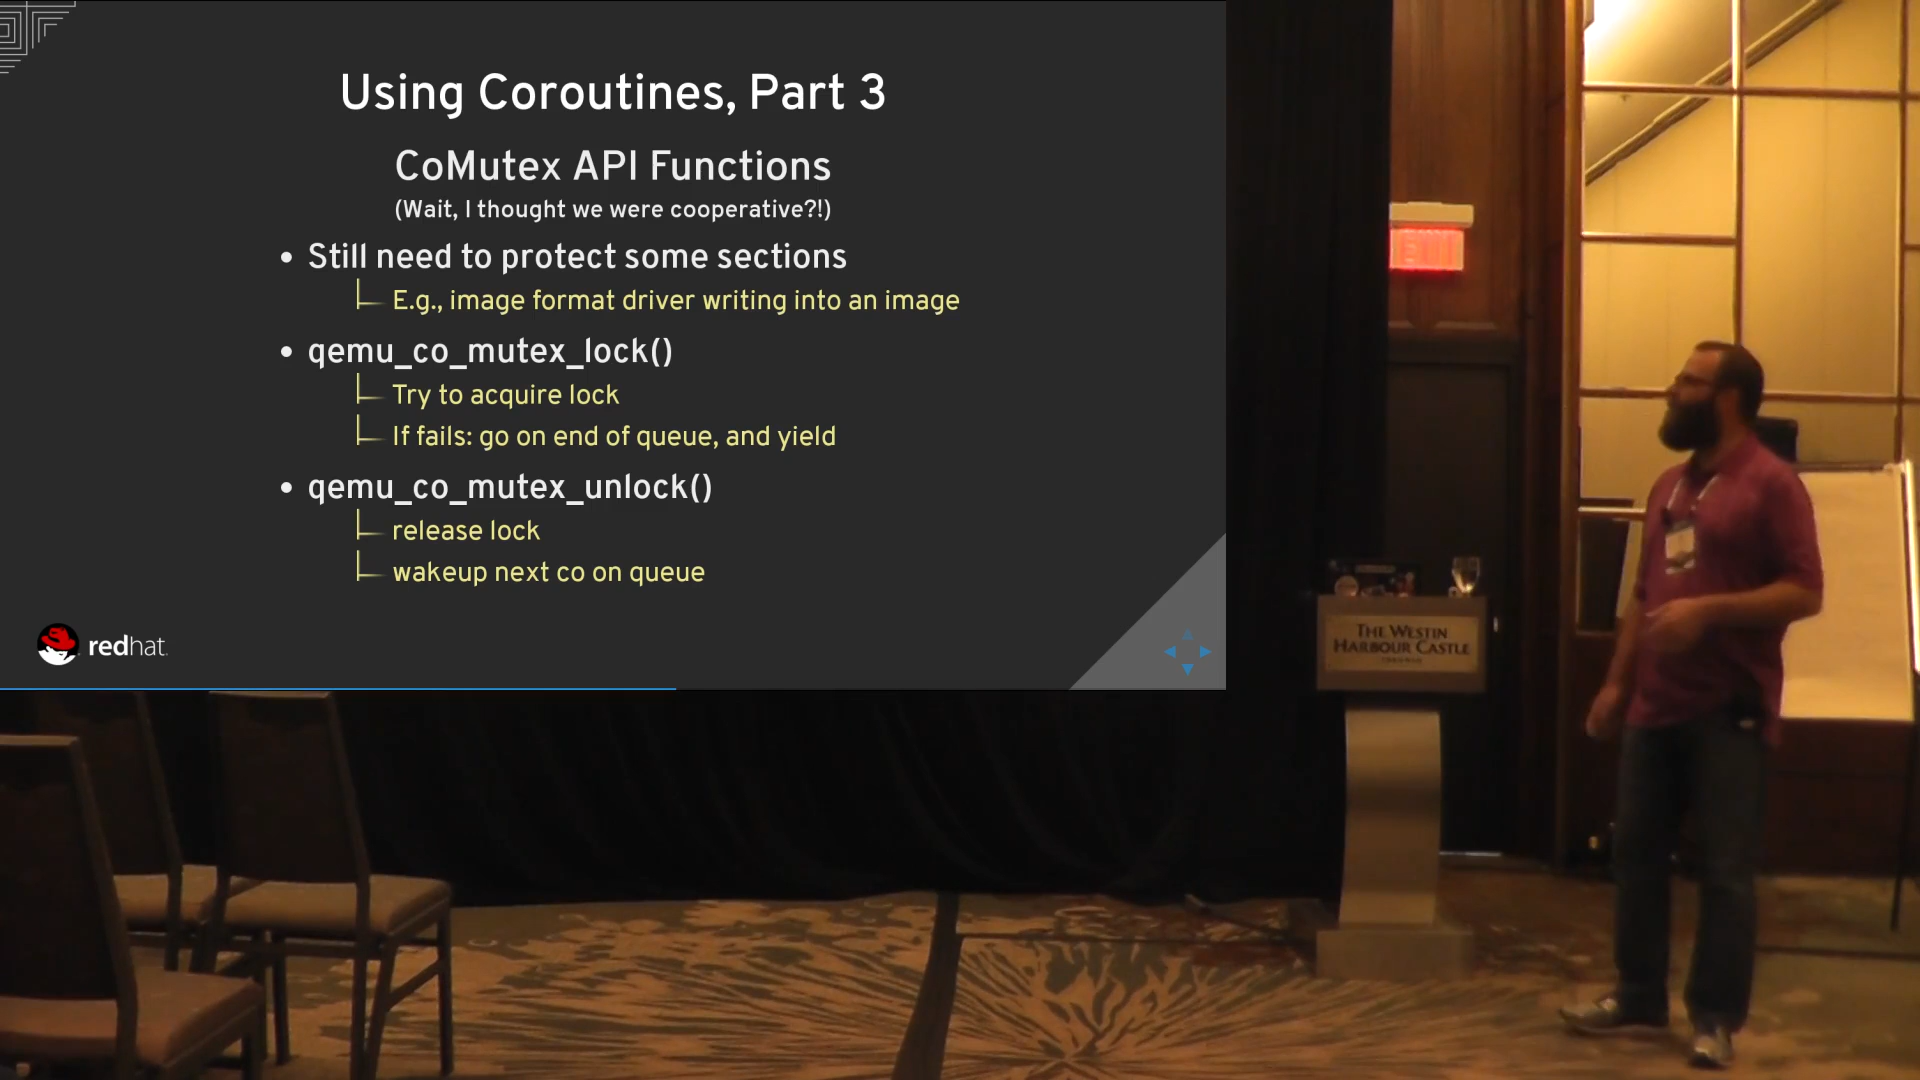 Using Coroutines, Part 3
CoMutex API Functions
(Wait, I thought we were cooperative?!)
• Still need to protect some sections
E.g., image format driver writing into an image
• qemu_co_mutex_lock()
Try to acquire lock
If fails: go on end of queue, and yield
• qemu_co_mutex_unlock()
release lock
wakeup next co on queue
redhat.
THE WESTIN
HARBOUR CASTLE